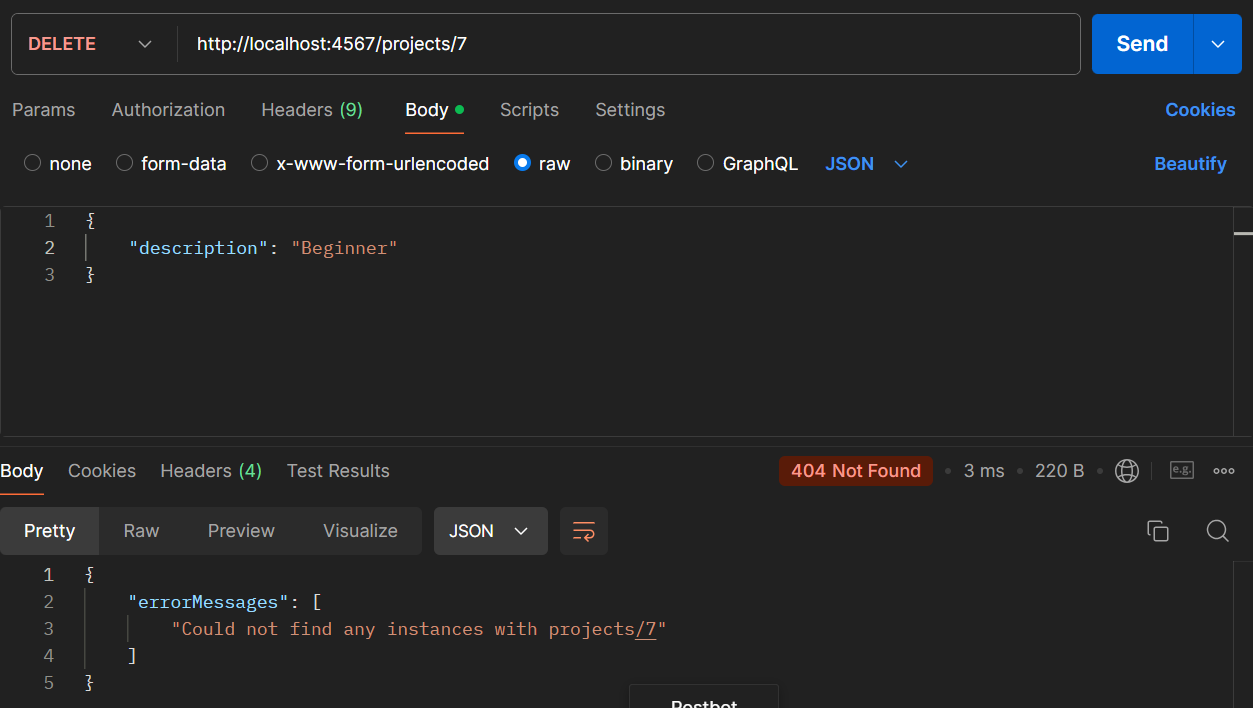 DELETE http://localhost:4567/projects/7 Send
Params Authorization Headers (9) Body Scripts Settings Cookies
none form-data x-www-form-urlencoded raw binary GraphQL JSON Beautify
1 {
2 "description": "Beginner"
3 }
Body Cookies Headers (4) Test Results 404 Not Found 3 ms 220 B e.g.
Pretty Raw Preview Visualize JSON
1 {
2 "errorMessages": [
3 "Could not find any instances with projects/7"
4 ]
5 }
Postbot